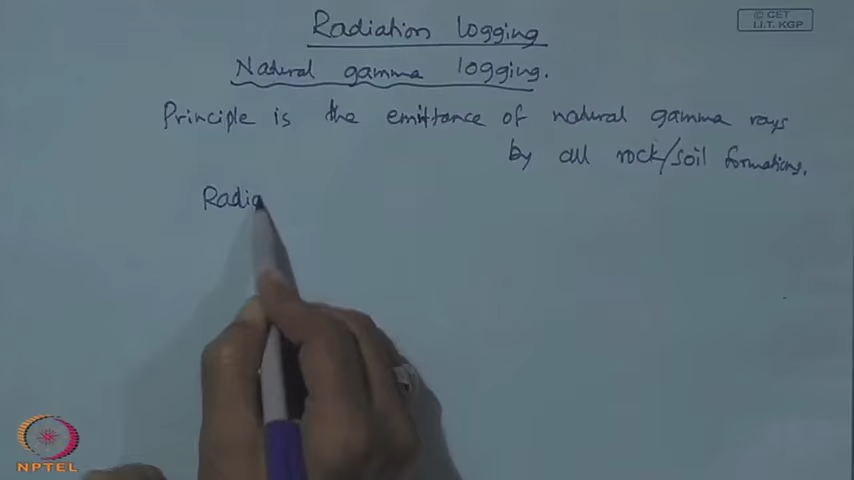 Radiation logging
© CET
I.I.T. KGP
Natural gamma logging.
Principle is the emittance of natural gamma rays
by all rock/soil formations.
Radia
NPTEL